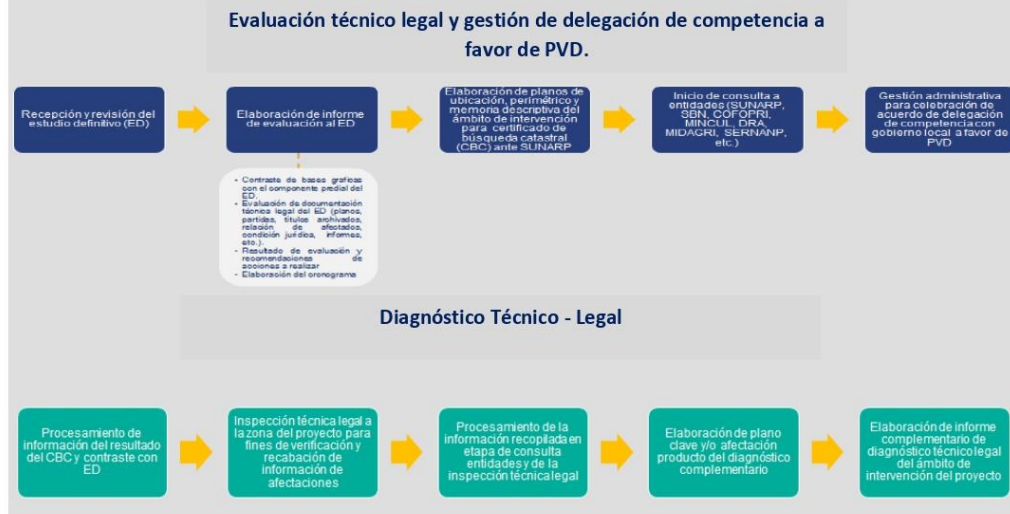 Evaluación técnico legal y gestión de delegación de competencia a
favor de PVD.
Recepción y revisión del
estudio definitivo (ED)
Elaboración de informe
de evaluación al ED
Elaboración de planos de
ubicación, perimétrico y
memoria descriptiva del
ámbito de intervención
para certificado de
búsqueda catastral
(CBC) ante SUNARP
Inicio de consulta a
entidades (SUNARP,
SBN, COFOPRI,
MINCUL, DRA,
MIDAGRI, SERNANP,
etc.)
Gestión administrativa
para celebración de
acuerdo de delegación
de competencia con
gobierno local a favor de
PVD
- Contraste de bases graficas
con el componente predial del
ED.
- Evaluación de documentación
técnica legal del ED (planos,
partidas, títulos archivados,
relación de afectados,
condición jurídica, informes,
etc.).
- Resultado de evaluación y
recomendaciones de
acciones a realizar
- Elaboración del cronograma
Diagnóstico Técnico - Legal
Procesamiento de
información del resultado
del CBC y contraste con
ED
Inspección técnica legal a
la zona del proyecto para
fines de verificación y
recabación de
información de
afectaciones
Procesamiento de la
información recopilada en
etapa de consulta
entidades y de la
inspección técnica legal
Elaboración de plano
clave y/o afectación
producto del diagnóstico
complementario
Elaboración de informe
complementario de
diagnóstico técnico legal
del ámbito de
intervención del proyecto